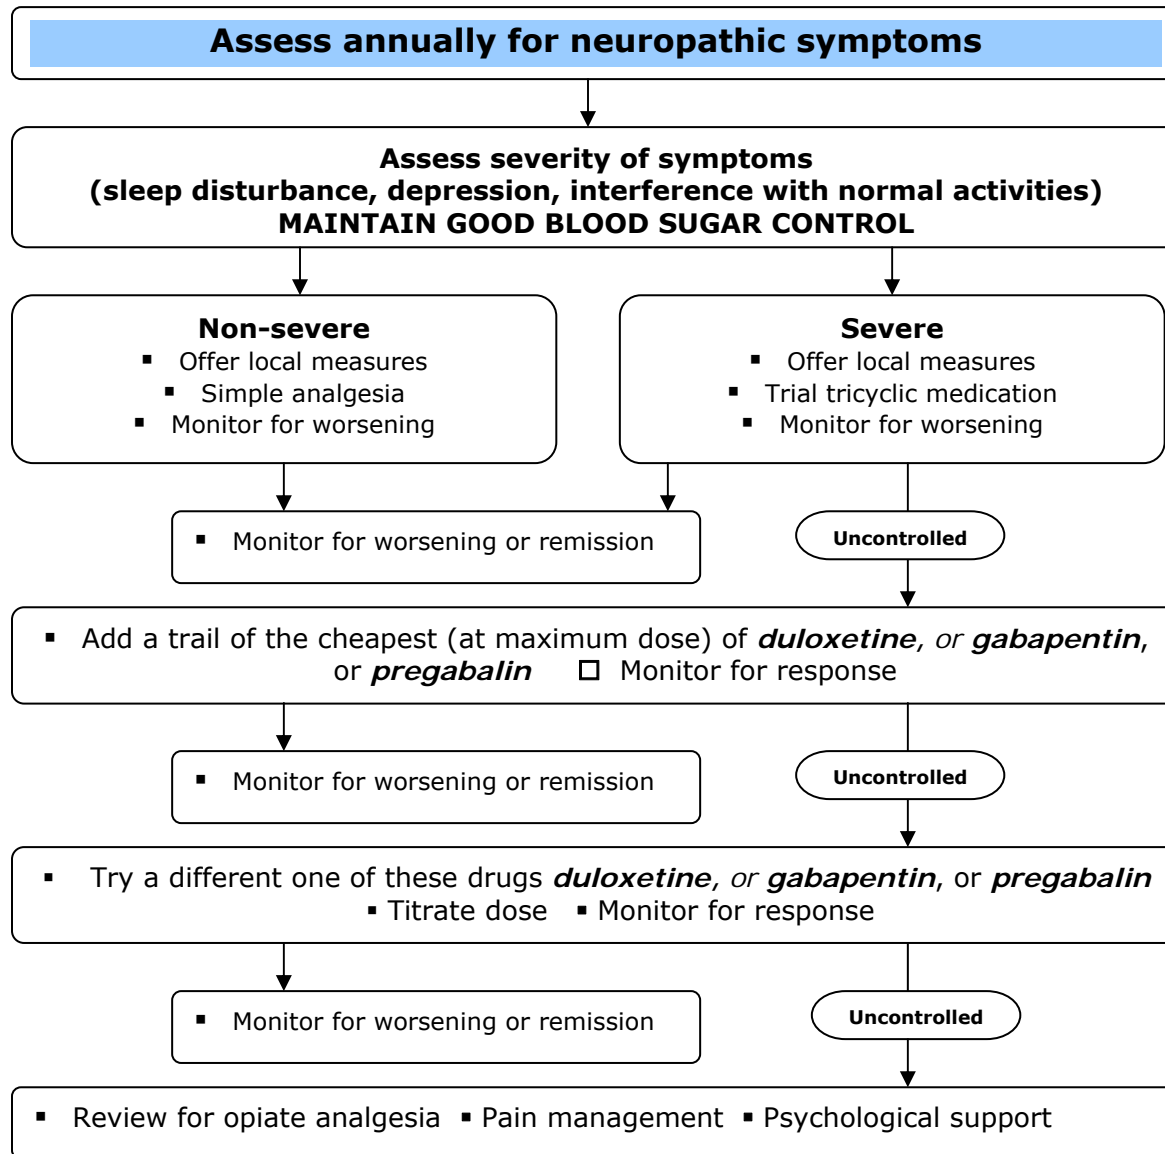 Assess annually for neuropathic symptoms
Assess severity of symptoms
(sleep disturbance, depression, interference with normal activities)
MAINTAIN GOOD BLOOD SUGAR CONTROL
Non-severe
▪ Offer local measures
▪ Simple analgesia
▪ Monitor for worsening
Severe
▪ Offer local measures
▪ Trial tricyclic medication
▪ Monitor for worsening
▪ Monitor for worsening or remission
Uncontrolled
▪ Add a trail of the cheapest (at maximum dose) of duloxetine, or gabapentin,
or pregabalin □ Monitor for response
▪ Monitor for worsening or remission
Uncontrolled
▪ Try a different one of these drugs duloxetine, or gabapentin, or pregabalin
▪ Titrate dose ▪ Monitor for response
▪ Monitor for worsening or remission
Uncontrolled
▪ Review for opiate analgesia ▪ Pain management ▪ Psychological support